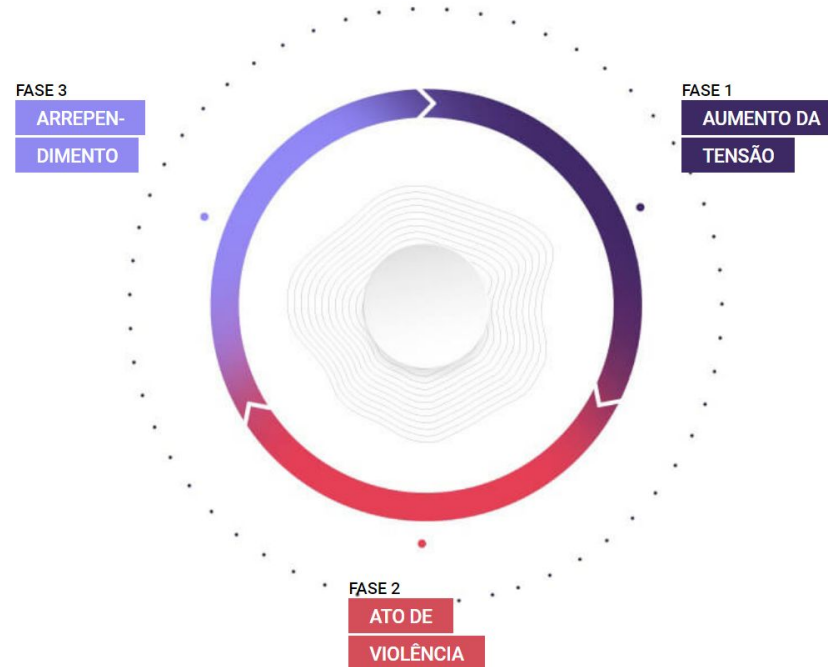 FASE 3
ARREPEN-
DIMENTO
FASE 1
AUMENTO DA
TENSÃO
FASE 2
ATO DE
VIOLÊNCIA